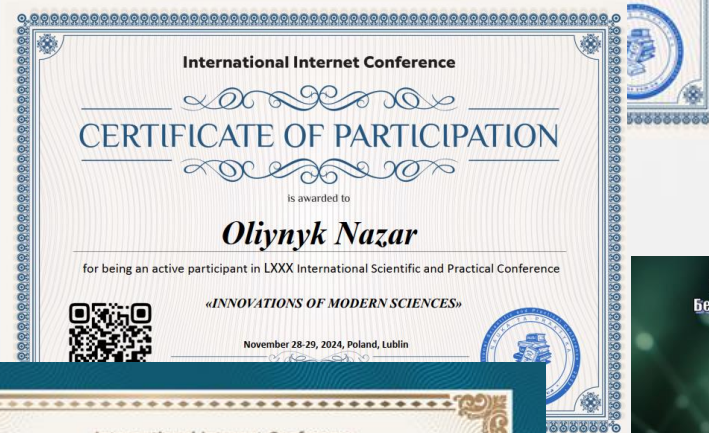 International Internet Conference
CERTIFICATE OF PARTICIPATION
is awarded to
Oliynyk Nazar
for being an active participant in LXXX International Scientific and Practical Conference
«INNOVATIONS OF MODERN SCIENCES»
November 28-29, 2024, Poland, Lublin